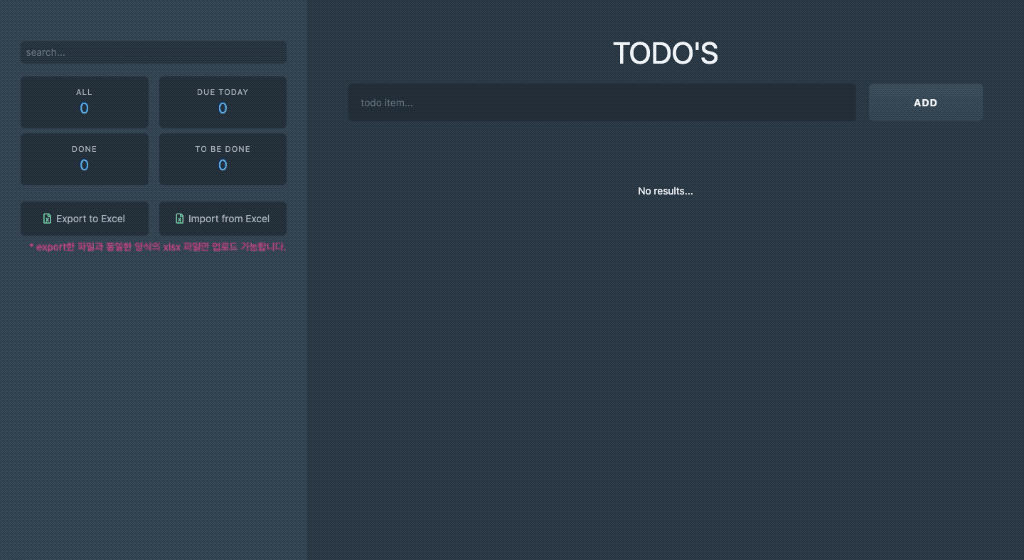 search...
ALL
0
DUE TODAY
0
DONE
0
TO BE DONE
0
Export to Excel
Import from Excel
* export한 파일과 동일한 양식의 xlsx 파일만 업로드 가능합니다.
TODO'S
todo item...
ADD
No results...